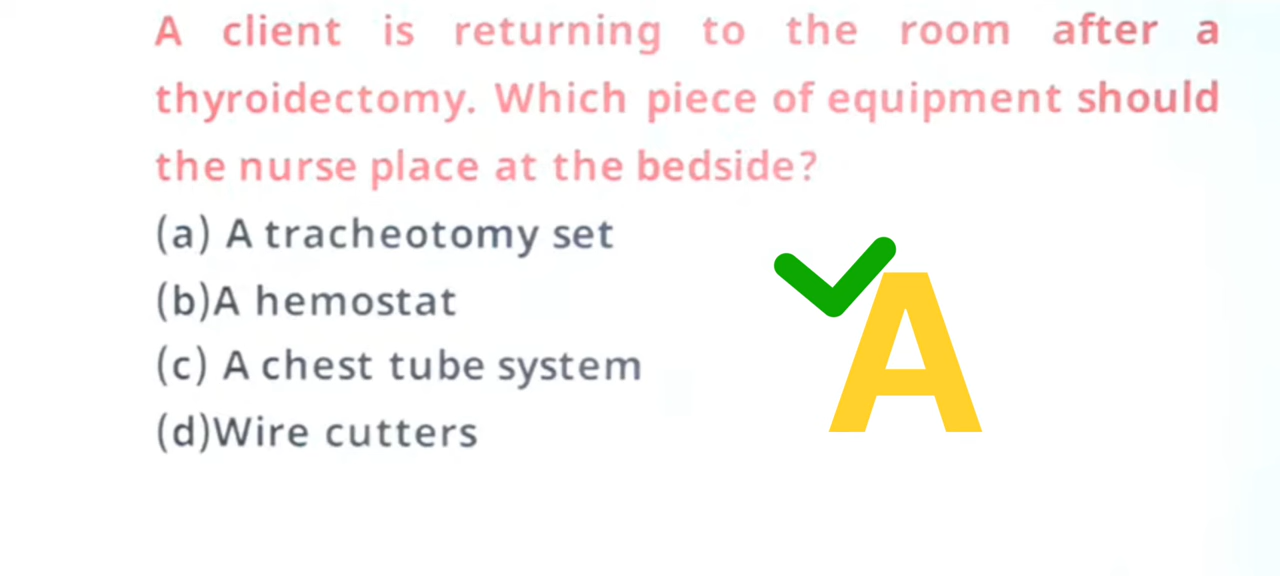 A client is returning to the room after a
thyroidectomy. Which piece of equipment should
the nurse place at the bedside?
(a) A tracheotomy set
(b)A hemostat
(c) A chest tube system
(d)Wire cutters
A